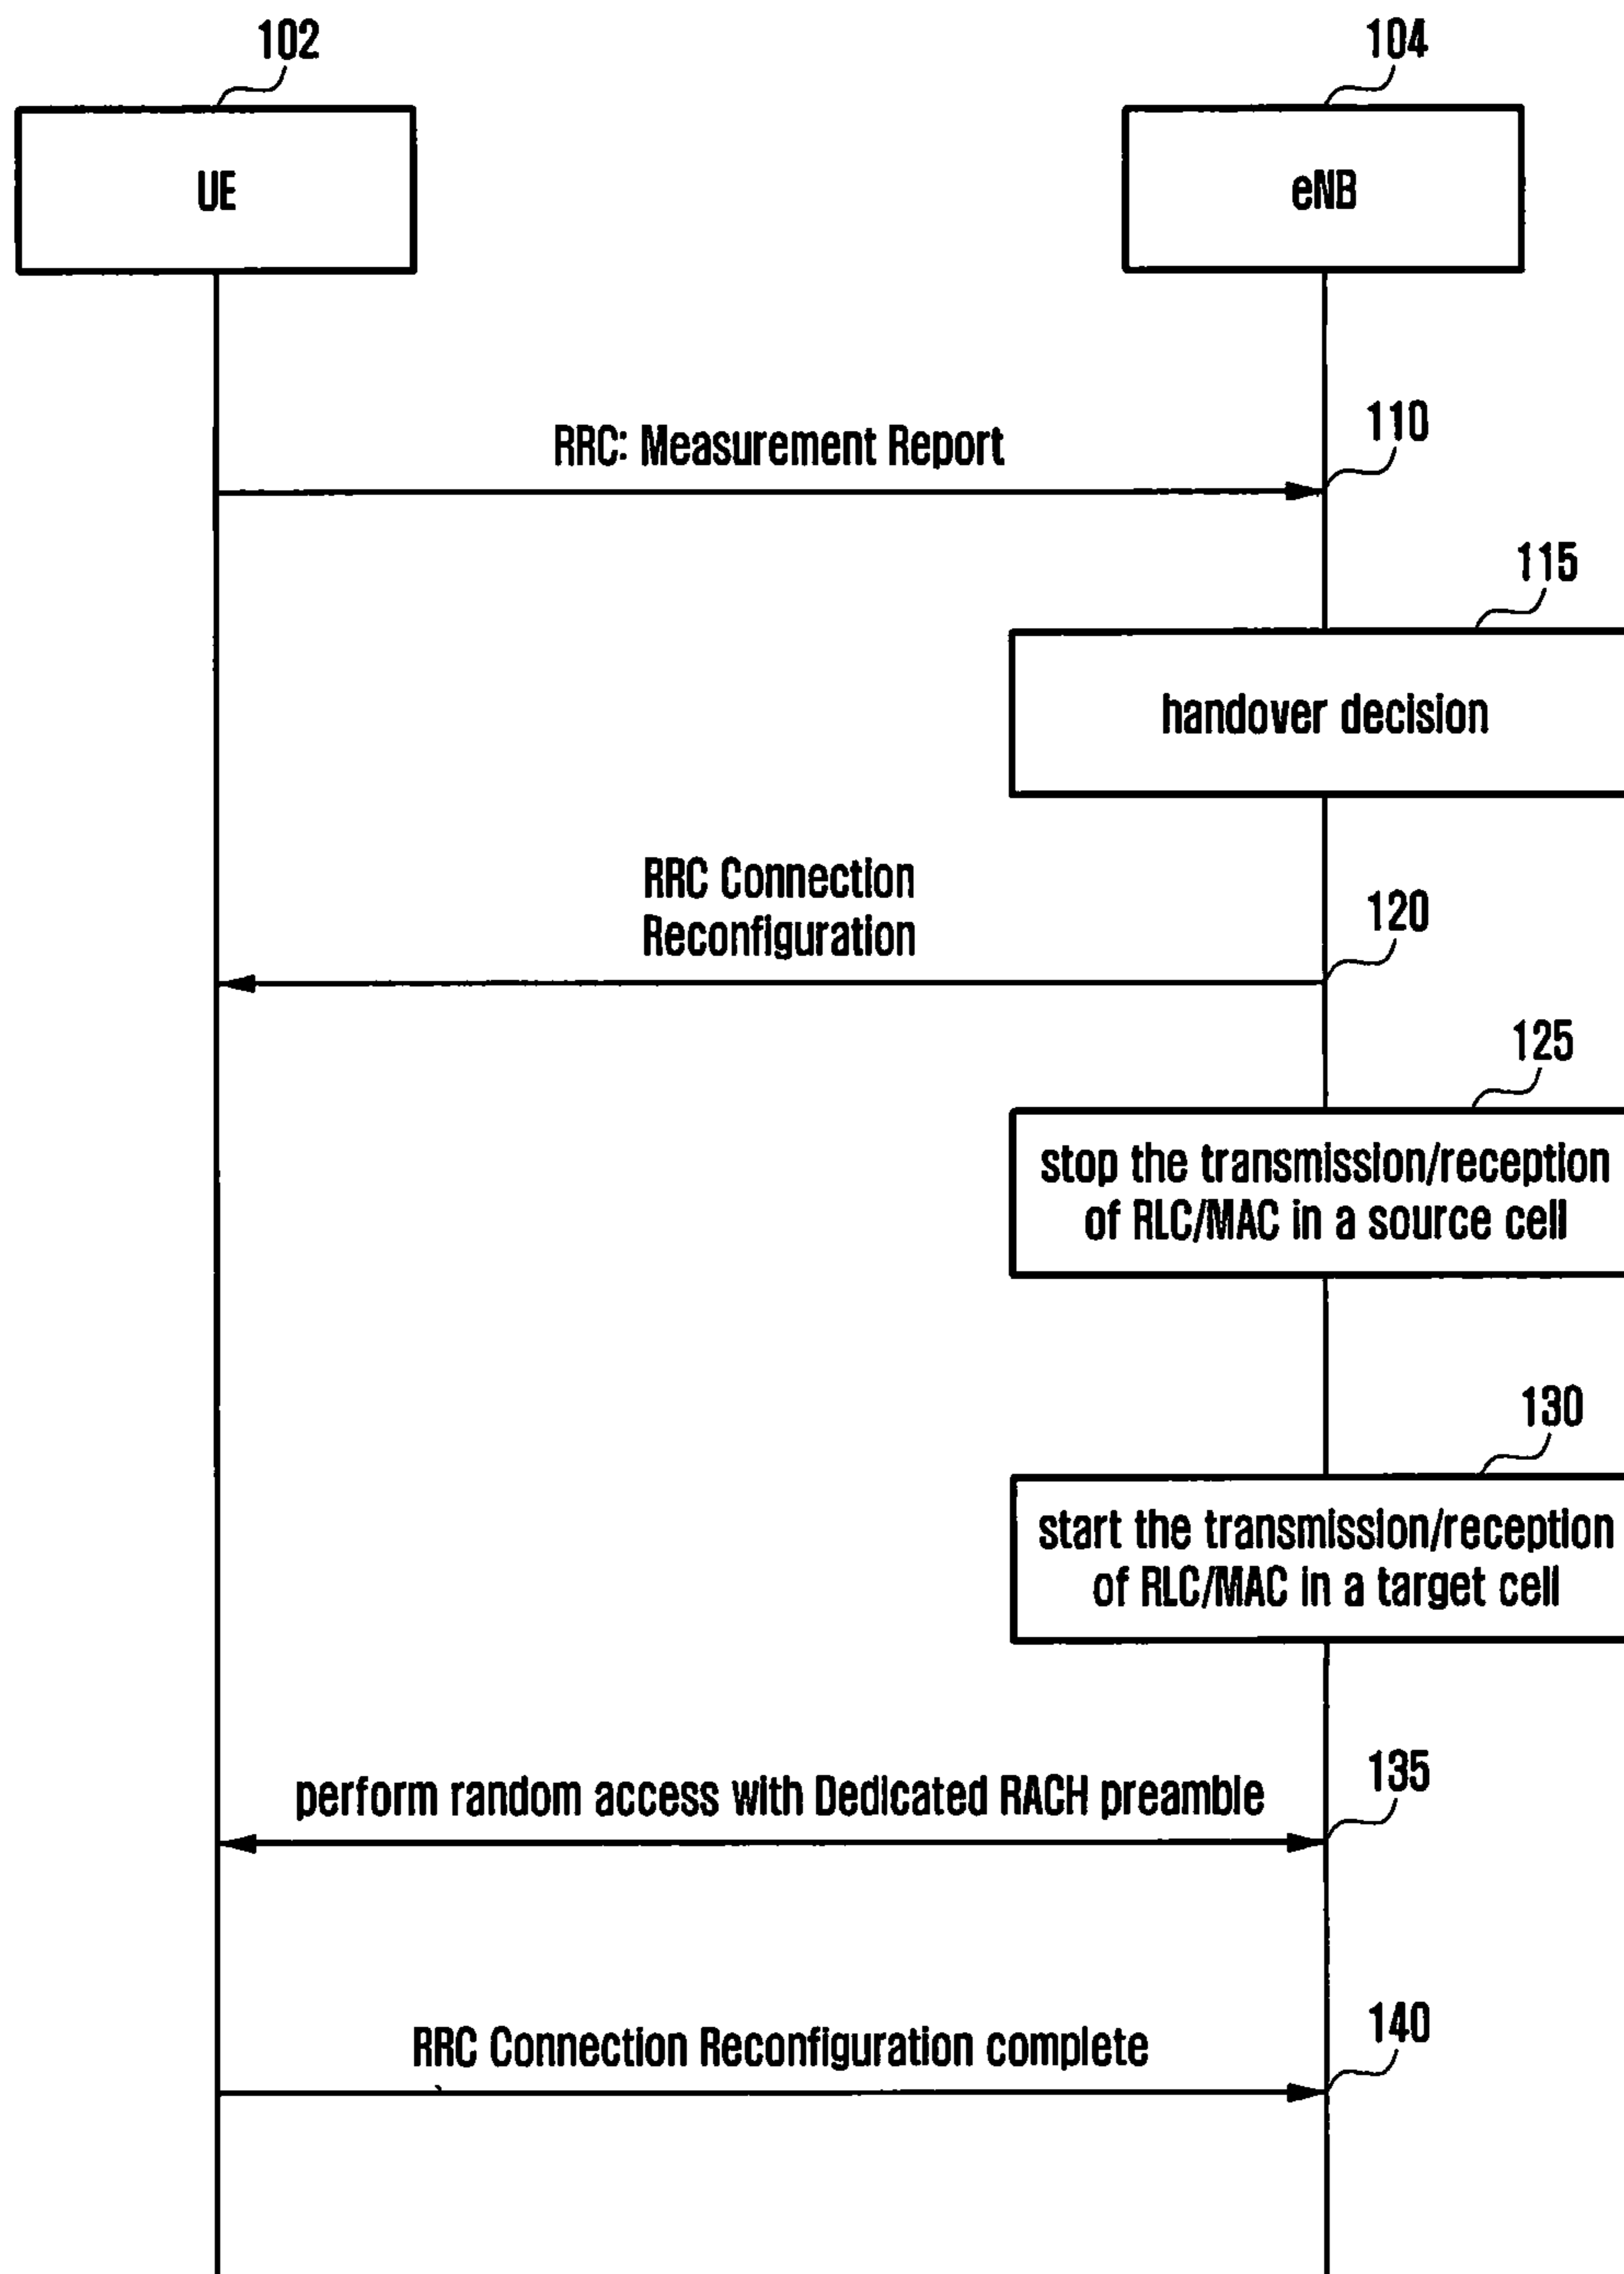 102
104
UE
eNB
RRC: Measurement Report
110
115
handover decision
RRC Connection
Reconfiguration
120
125
stop the transmission/reception
of RLC/MAC in a source cell
130
start the transmission/reception
of RLC/MAC in a target cell
perform random access with Dedicated RACH preamble
135
RRC Connection Reconfiguration complete
140